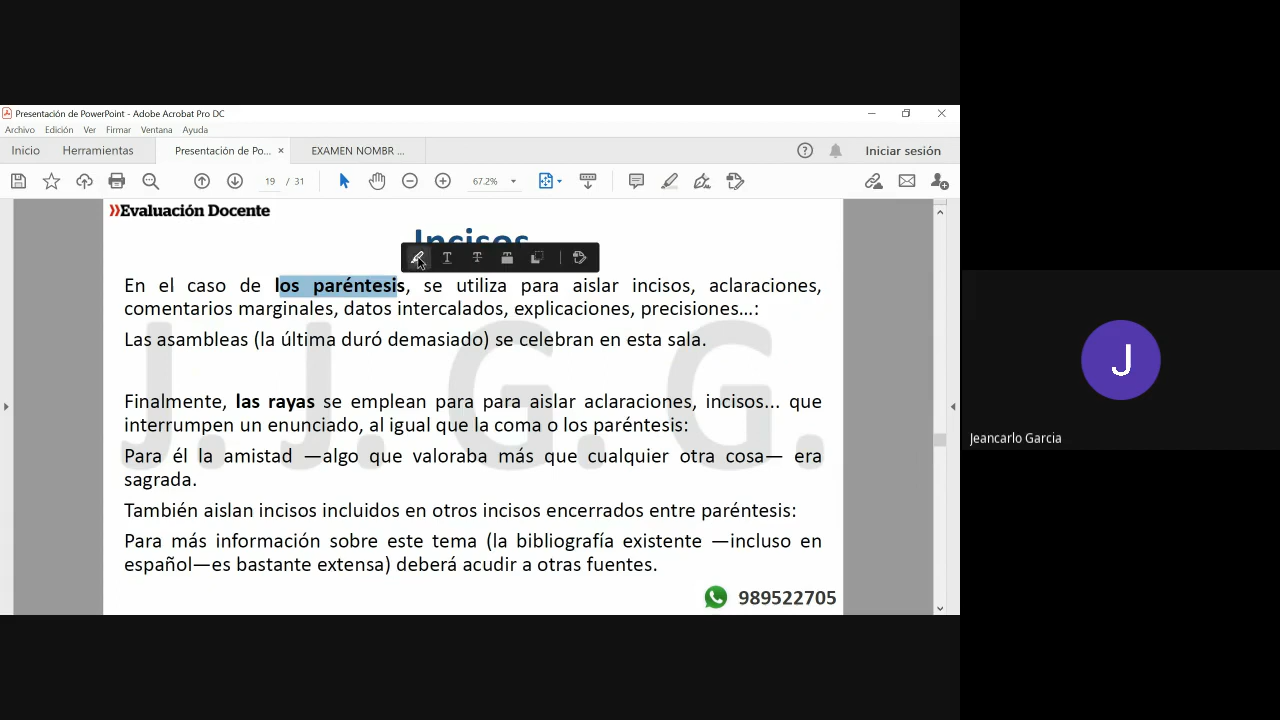 Presentación de PowerPoint - Adobe Acrobat Pro DC
Archivo Edición Ver Firmar Ventana Ayuda
Inicio Herramientas Presentación de Po... × EXAMEN NOMBR ... Iniciar sesión
19 / 31 67.2%
»Evaluación Docente
Incisos
En el caso de los paréntesis, se utiliza para aislar incisos, aclaraciones,
comentarios marginales, datos intercalados, explicaciones, precisiones...:
Las asambleas (la última duró demasiado) se celebran en esta sala.
Finalmente, las rayas se emplean para para aislar aclaraciones, incisos... que
interrumpen un enunciado, al igual que la coma o los paréntesis:
Para él la amistad —algo que valoraba más que cualquier otra cosa— era
sagrada.
También aislan incisos incluidos en otros incisos encerrados entre paréntesis:
Para más información sobre este tema (la bibliografía existente —incluso en
español—es bastante extensa) deberá acudir a otras fuentes.
J. J. G. G.
989522705
J
Jeancarlo Garcia